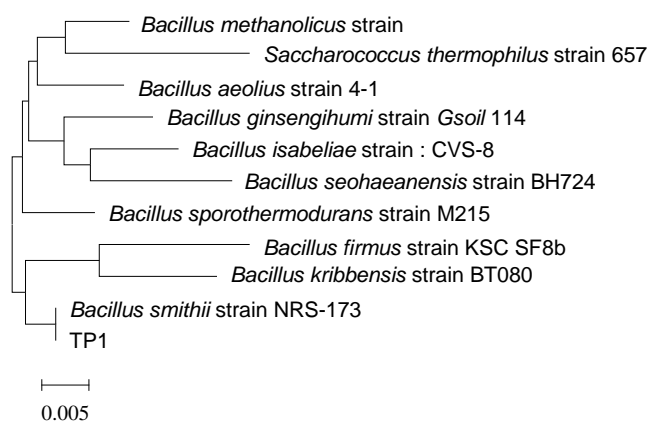 Bacillus methanolicus strain
Saccharococcus thermophilus strain 657
Bacillus aeolius strain 4-1
Bacillus ginsengihumi strain Gsoil 114
Bacillus isabeliae strain : CVS-8
Bacillus seohaeanensis strain BH724
Bacillus sporothermodurans strain M215
Bacillus firmus strain KSC SF8b
Bacillus kribbensis strain BT080
Bacillus smithii strain NRS-173
TP1
0.005